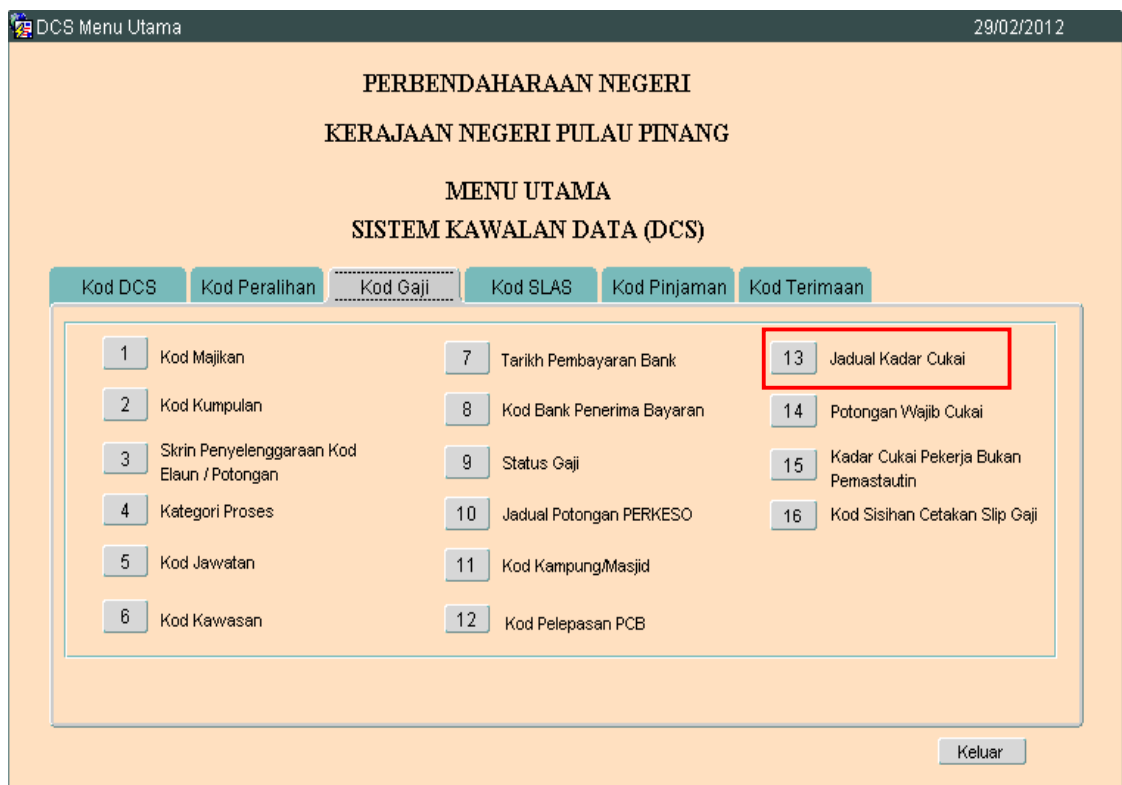 DCS Menu Utama 29/02/2012
PERBENDAHARAAN NEGERI
KERAJAAN NEGERI PULAU PINANG
MENU UTAMA
SISTEM KAWALAN DATA (DCS)
Kod DCS Kod Peralihan Kod Gaji Kod SLAS Kod Pinjaman Kod Terimaan
1 Kod Majikan
2 Kod Kumpulan
3 Skrin Penyelenggaraan Kod
Elaun / Potongan
4 Kategori Proses
5 Kod Jawatan
6 Kod Kawasan
7 Tarikh Pembayaran Bank
8 Kod Bank Penerima Bayaran
9 Status Gaji
10 Jadual Potongan PERKESO
11 Kod Kampung/Masjid
12 Kod Pelepasan PCB
13 Jadual Kadar Cukai
14 Potongan Wajib Cukai
15 Kadar Cukai Pekerja Bukan
Pemastautin
16 Kod Sisihan Cetakan Slip Gaji
Keluar